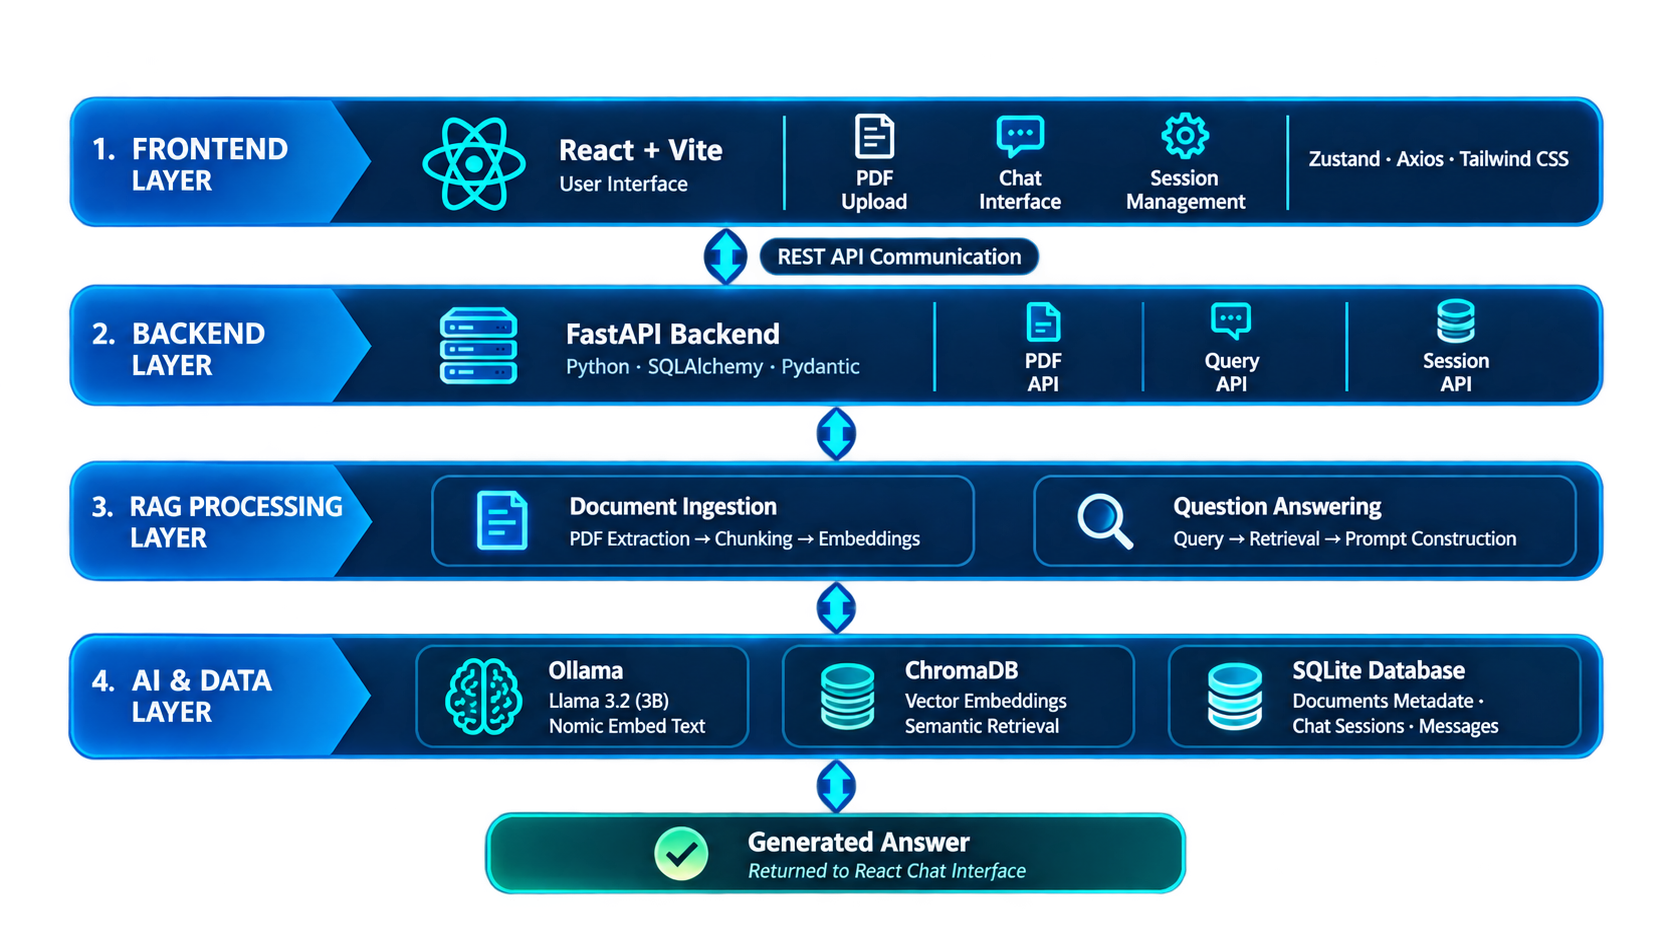 1. FRONTEND
LAYER
React + Vite
User Interface
PDF
Upload
Chat
Interface
Session
Management
Zustand · Axios · Tailwind CSS
REST API Communication
2. BACKEND
LAYER
FastAPI Backend
Python · SQLAlchemy · Pydantic
PDF
API
Query
API
Session
API
3. RAG PROCESSING
LAYER
Document Ingestion
PDF Extraction → Chunking → Embeddings
Question Answering
Query → Retrieval → Prompt Construction
4. AI & DATA
LAYER
Ollama
Llama 3.2 (3B)
Nomic Embed Text
ChromaDB
Vector Embeddings
Semantic Retrieval
SQLite Database
Documents Metadate ·
Chat Sessions · Messages
Generated Answer
Returned to React Chat Interface